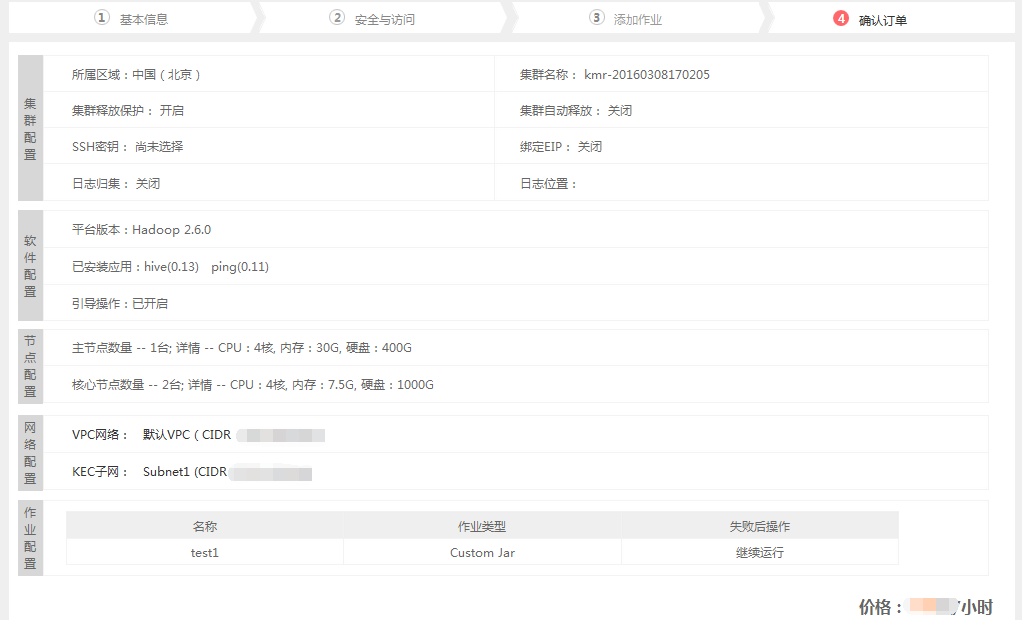 1 基本信息 2 安全与访问 3 添加作业 4 确认订单
集群配置
所属区域：中国（北京） 集群名称： kmr-20160308170205
集群释放保护： 开启 集群自动释放： 关闭
SSH密钥： 尚未选择 绑定EIP： 关闭
日志归集： 关闭 日志位置：
软件配置
平台版本：Hadoop 2.6.0
已安装应用：hive(0.13) ping(0.11)
引导操作：已开启
节点配置
主节点数量 -- 1台; 详情 -- CPU：4核, 内存：30G, 硬盘：400G
核心节点数量 -- 2台; 详情 -- CPU：4核, 内存：7.5G, 硬盘：1000G
网络配置
VPC网络： 默认VPC ( CIDR
KEC子网： Subnet1 (CIDR
作业配置
名称 作业类型 失败后操作
test1 Custom Jar 继续运行
价格： /小时